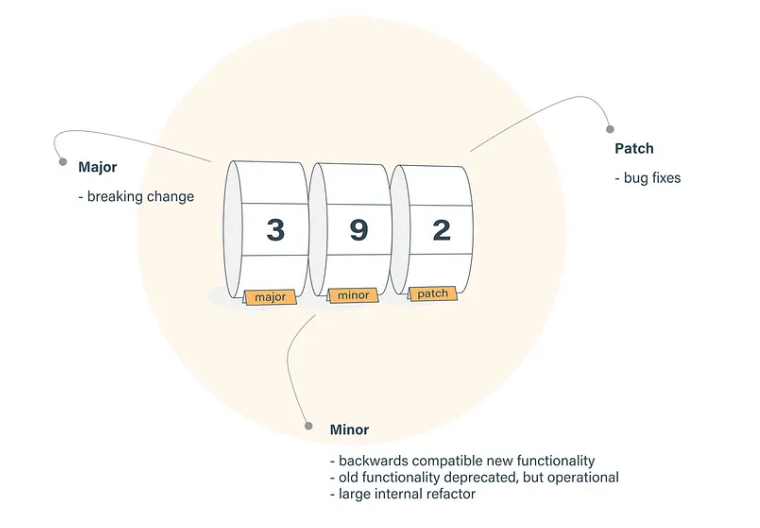 Major
- breaking change
Patch
- bug fixes
3 9 2
major minor patch
Minor
- backwards compatible new functionality
- old functionality deprecated, but operational
- large internal refactor